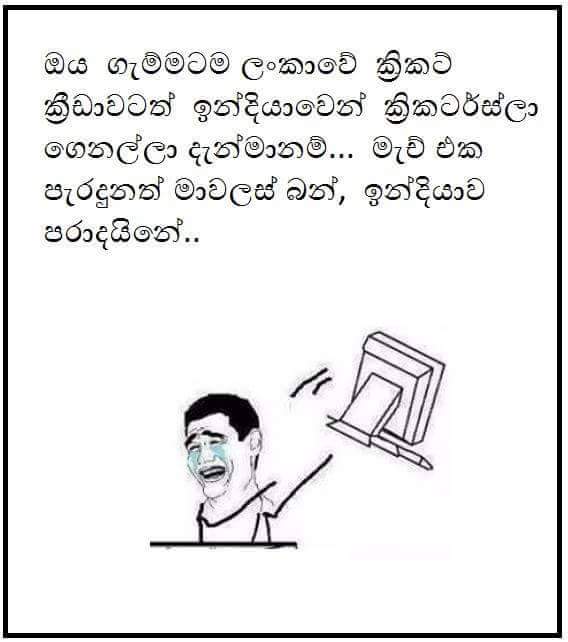 ඔය ගැම්මටම ලංකාවේ ක්‍රිකට්
ක්‍රීඩාවටත් ඉන්දියාවෙන් ක්‍රිකටර්ස්ලා
ගෙනල්ලා දැන්මානම්... මැච් එක
පැරදුනත් මාවලස් බන්, ඉන්දියාව
පරාදයිනේ..